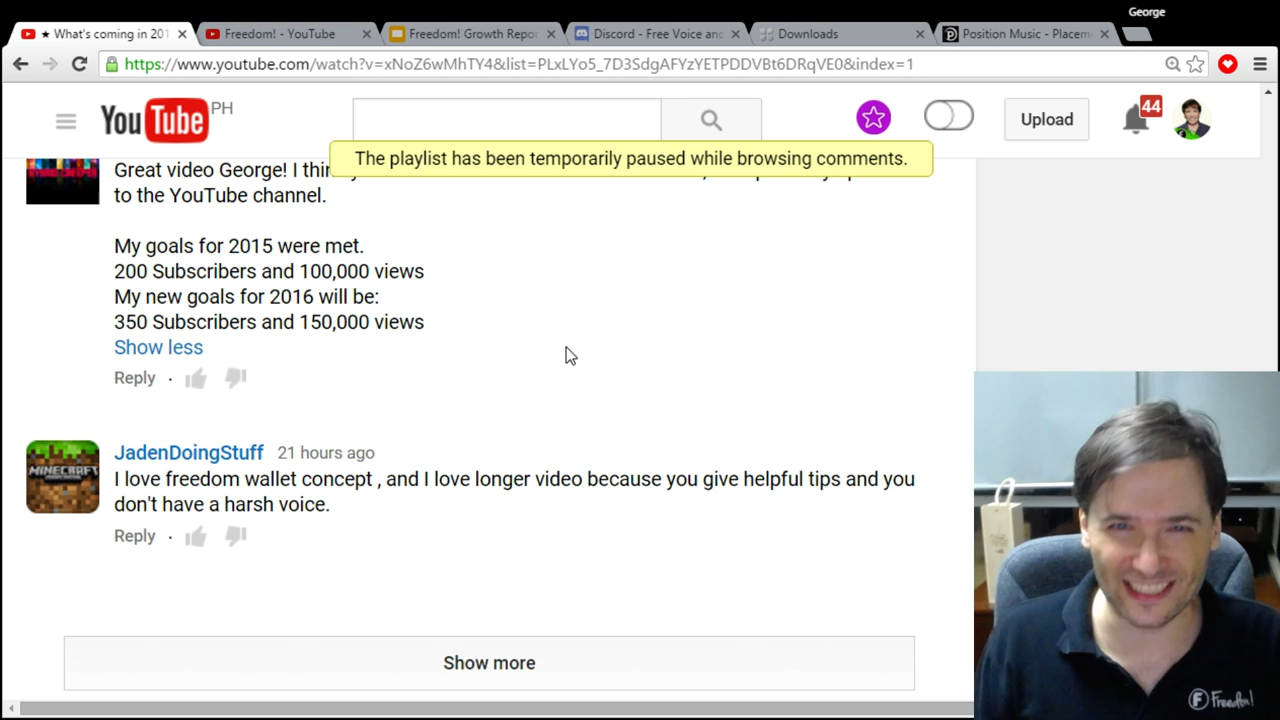 George
★ What's coming in 201
Freedom! - YouTube
Freedom! Growth Repor
Discord - Free Voice and
Downloads
Position Music - Placem
https://www.youtube.com/watch?v=xNoZ6wMhTY4&list=PLxLYo5_7D3SdgAFYzYETPDDVBt6DRqVE0&index=1
YouTube PH
Upload
44
The playlist has been temporarily paused while browsing comments.
Great video George! I thin
to the YouTube channel.
My goals for 2015 were met.
200 Subscribers and 100,000 views
My new goals for 2016 will be:
350 Subscribers and 150,000 views
Show less
Reply ·
JadenDoingStuff 21 hours ago
MINECRAFT
I love freedom wallet concept , and I love longer video because you give helpful tips and you
don't have a harsh voice.
Reply ·
Show more
F Freedom!